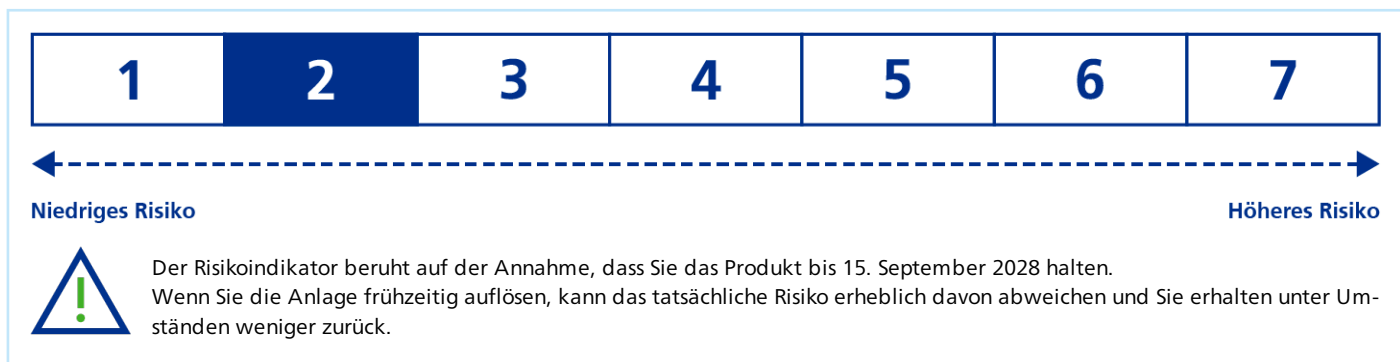 1 2 3 4 5 6 7
Niedriges Risiko Höheres Risiko
Der Risikoindikator beruht auf der Annahme, dass Sie das Produkt bis 15. September 2028 halten.
Wenn Sie die Anlage frühzeitig auflösen, kann das tatsächliche Risiko erheblich davon abweichen und Sie erhalten unter Um-
ständen weniger zurück.